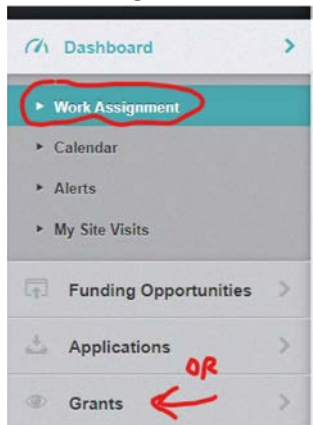 Dashboard
Work Assignment
Calendar
Alerts
My Site Visits
Funding Opportunities
Applications
OR
Grants